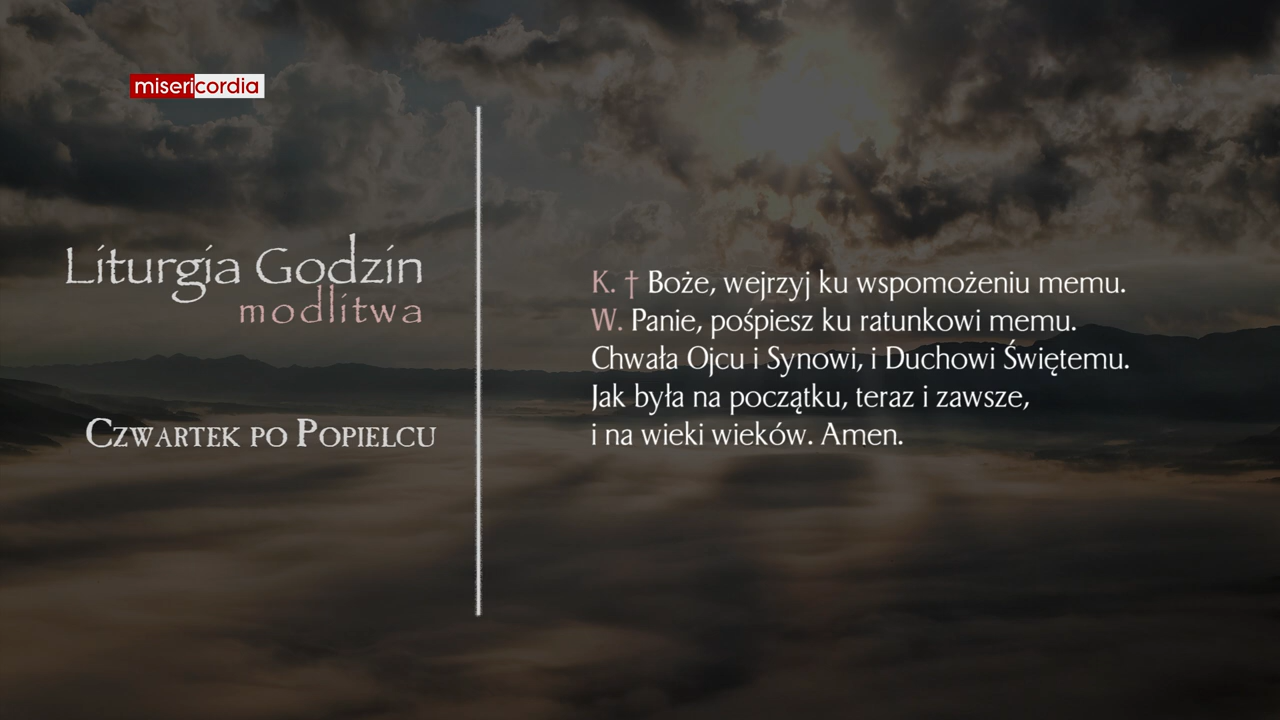 misericordia
Liturgia Godzin
modlitwa
Czwartek po Popielcu
K. † Boże, wejrzyj ku wspomożeniu memu.
W. Panie, pośpiesz ku ratunkowi memu.
Chwała Ojcu i Synowi, i Duchowi Świętemu.
Jak była na początku, teraz i zawsze,
i na wieki wieków. Amen.